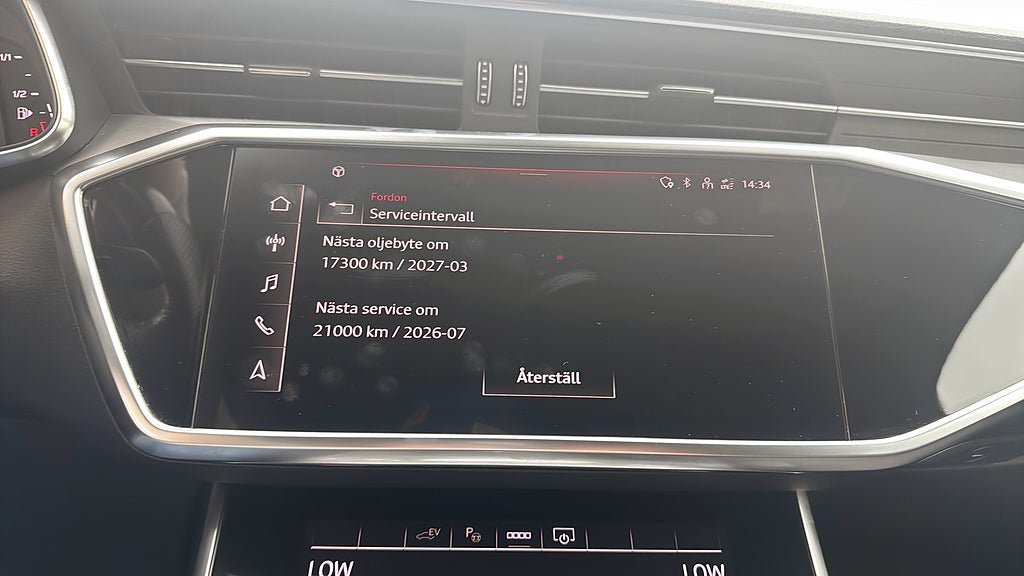 1/1
1/2
R
14:34
Fordon
Serviceintervall
Nästa oljebyte om
17300 km / 2027-03
Nästa service om
21000 km / 2026-07
Återställ
EV
P
LOW
LOW